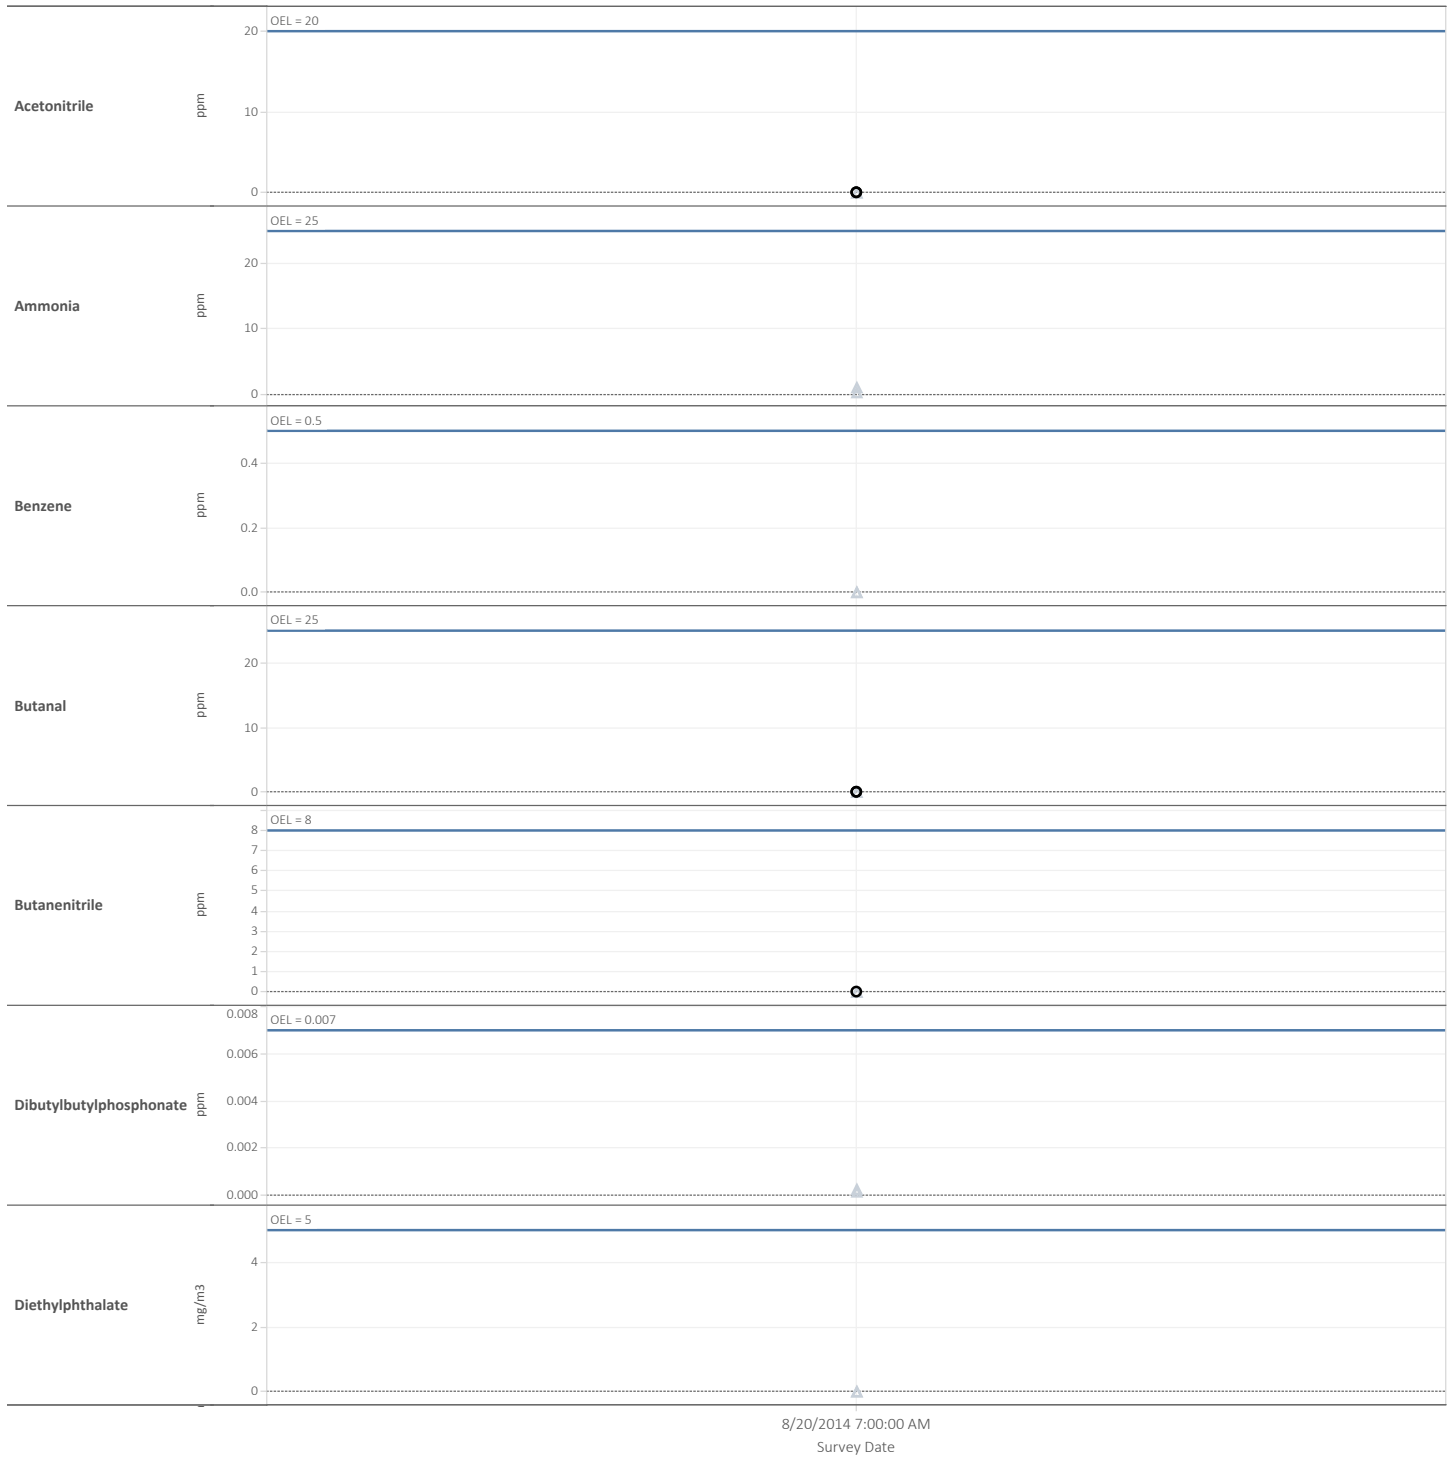 OEL = 20
20
Acetonitrile
ppm
10
0
OEL = 25
20
Ammonia
ppm
10
0
OEL = 0.5
0.4
Benzene
ppm
0.2
0.0
OEL = 25
20
Butanal
ppm
10
0
OEL = 8
8
7
6
5
Butanenitrile
ppm
4
3
2
1
0
0.008
OEL = 0.007
0.006
Dibutylbutylphosphonate
ppm
0.004
0.002
0.000
OEL = 5
4
Diethylphthalate
mg/m3
2
0
8/20/2014 7:00:00 AM
Survey Date